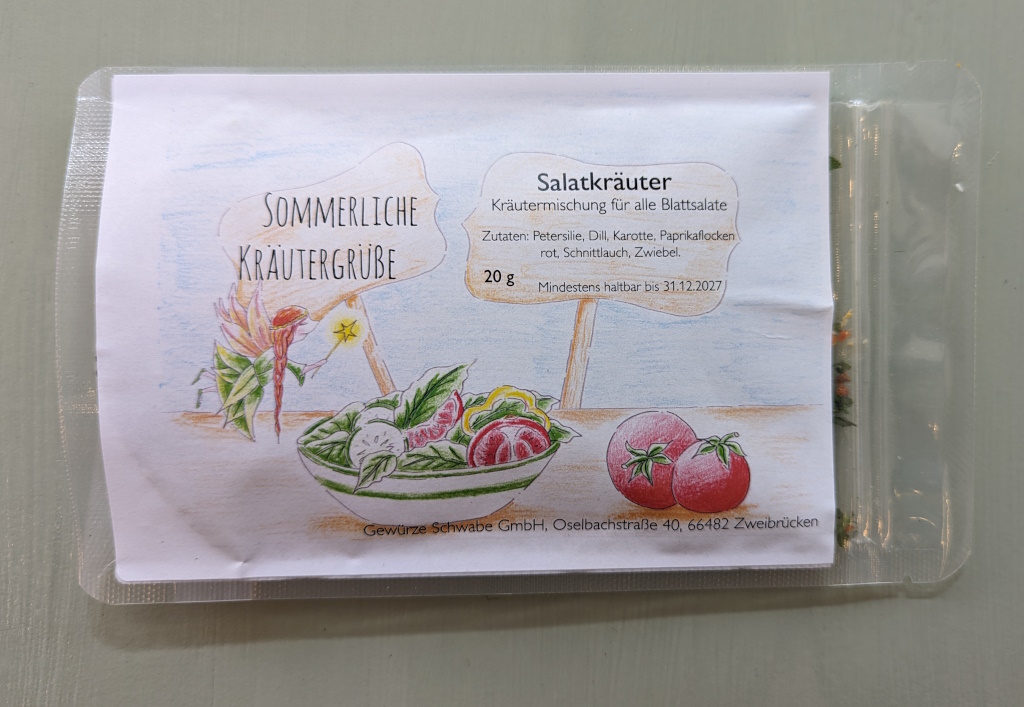 SOMMERLICHE
KRÄUTERGRÜßE
Salatkräuter
Kräutermischung für alle Blattsalate
Zutaten: Petersilie, Dill, Karotte, Paprikaflocken
rot, Schnittlauch, Zwiebel.
20 g
Mindestens haltbar bis 31.12.2027
Gewürze Schwabe GmbH, Oselbachstraße 40, 66482 Zweibrücken